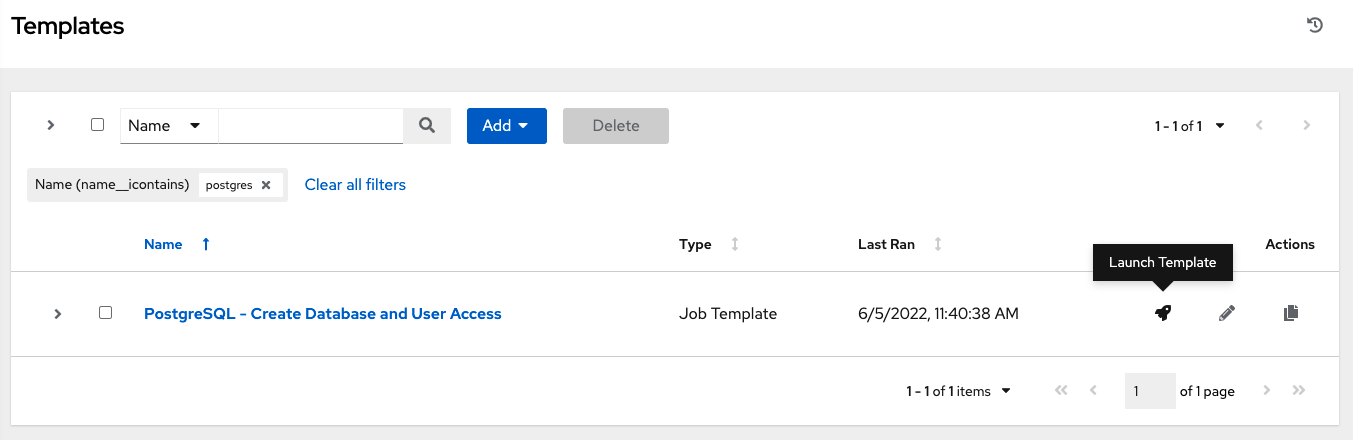 Templates
Name Add Delete 1 - 1 of 1
Name (name__icontains) postgres Clear all filters
Name Type Last Ran Actions
Launch Template
PostgreSQL - Create Database and User Access Job Template 6/5/2022, 11:40:38 AM
1 - 1 of 1 items 1 of 1 page